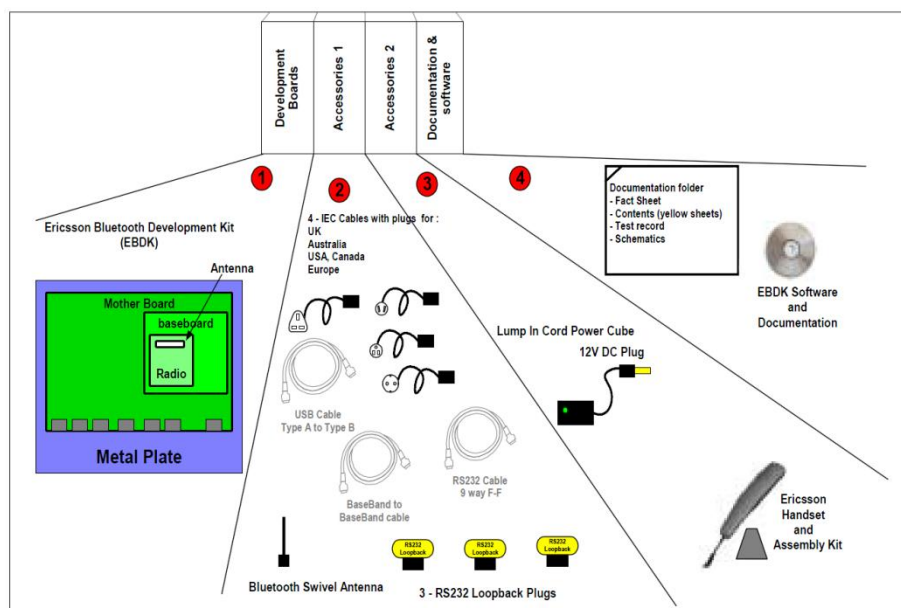 Development
Boards
Accessories 1
Accessories 2
Documentation &
software
1
2
3
4
Ericsson Bluetooth Development Kit
(EBDK)
Antenna
Mother Board
baseboard
Radio
Metal Plate
4 - IEC Cables with plugs for :
UK
Australia
USA, Canada
Europe
USB Cable
Type A to Type B
BaseBand to
BaseBand cable
RS232 Cable
9 way F-F
Bluetooth Swivel Antenna
RS232
Loopback
RS232
Loopback
RS232
Loopback
3 - RS232 Loopback Plugs
Lump In Cord Power Cube
12V DC Plug
Documentation folder
- Fact Sheet
- Contents (yellow sheets)
- Test record
- Schematics
EBDK Software
and
Documentation
Ericsson
Handset
and
Assembly Kit